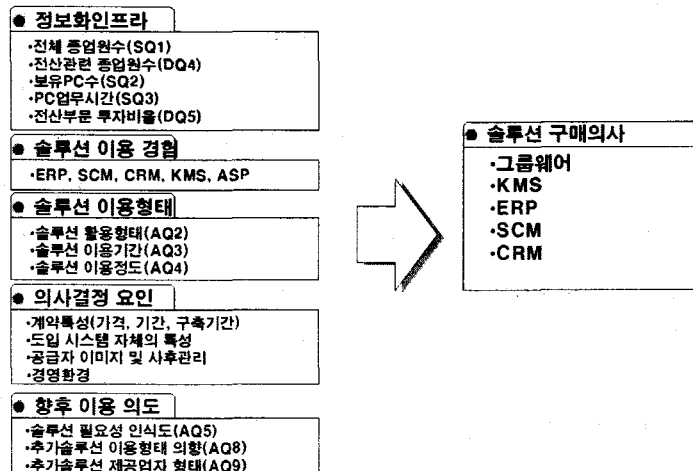 ● 정보화인프라
·전체 종업원수(SQ1)
·전산관련 종업원수(DQ4)
·보유PC수(SQ2)
·PC업무시간(SQ3)
·전산부문 투자비율(DQ5)
● 솔루션 이용 경험
·ERP, SCM, CRM, KMS, ASP
● 솔루션 이용형태
·솔루션 활용형태(AQ2)
·솔루션 이용기간(AQ3)
·솔루션 이용정도(AQ4)
● 의사결정 요인
·계약특성(가격, 기간, 구축기간)
·도입 시스템 자체의 특성
·공급자 이미지 및 사후관리
·경영환경
● 향후 이용 의도
·솔루션 필요성 인식도(AQ5)
·추가솔루션 이용형태 의향(AQ8)
·추가솔루션 제공업자 형태(AQ9)
● 솔루션 구매의사
·그룹웨어
·KMS
·ERP
·SCM
·CRM